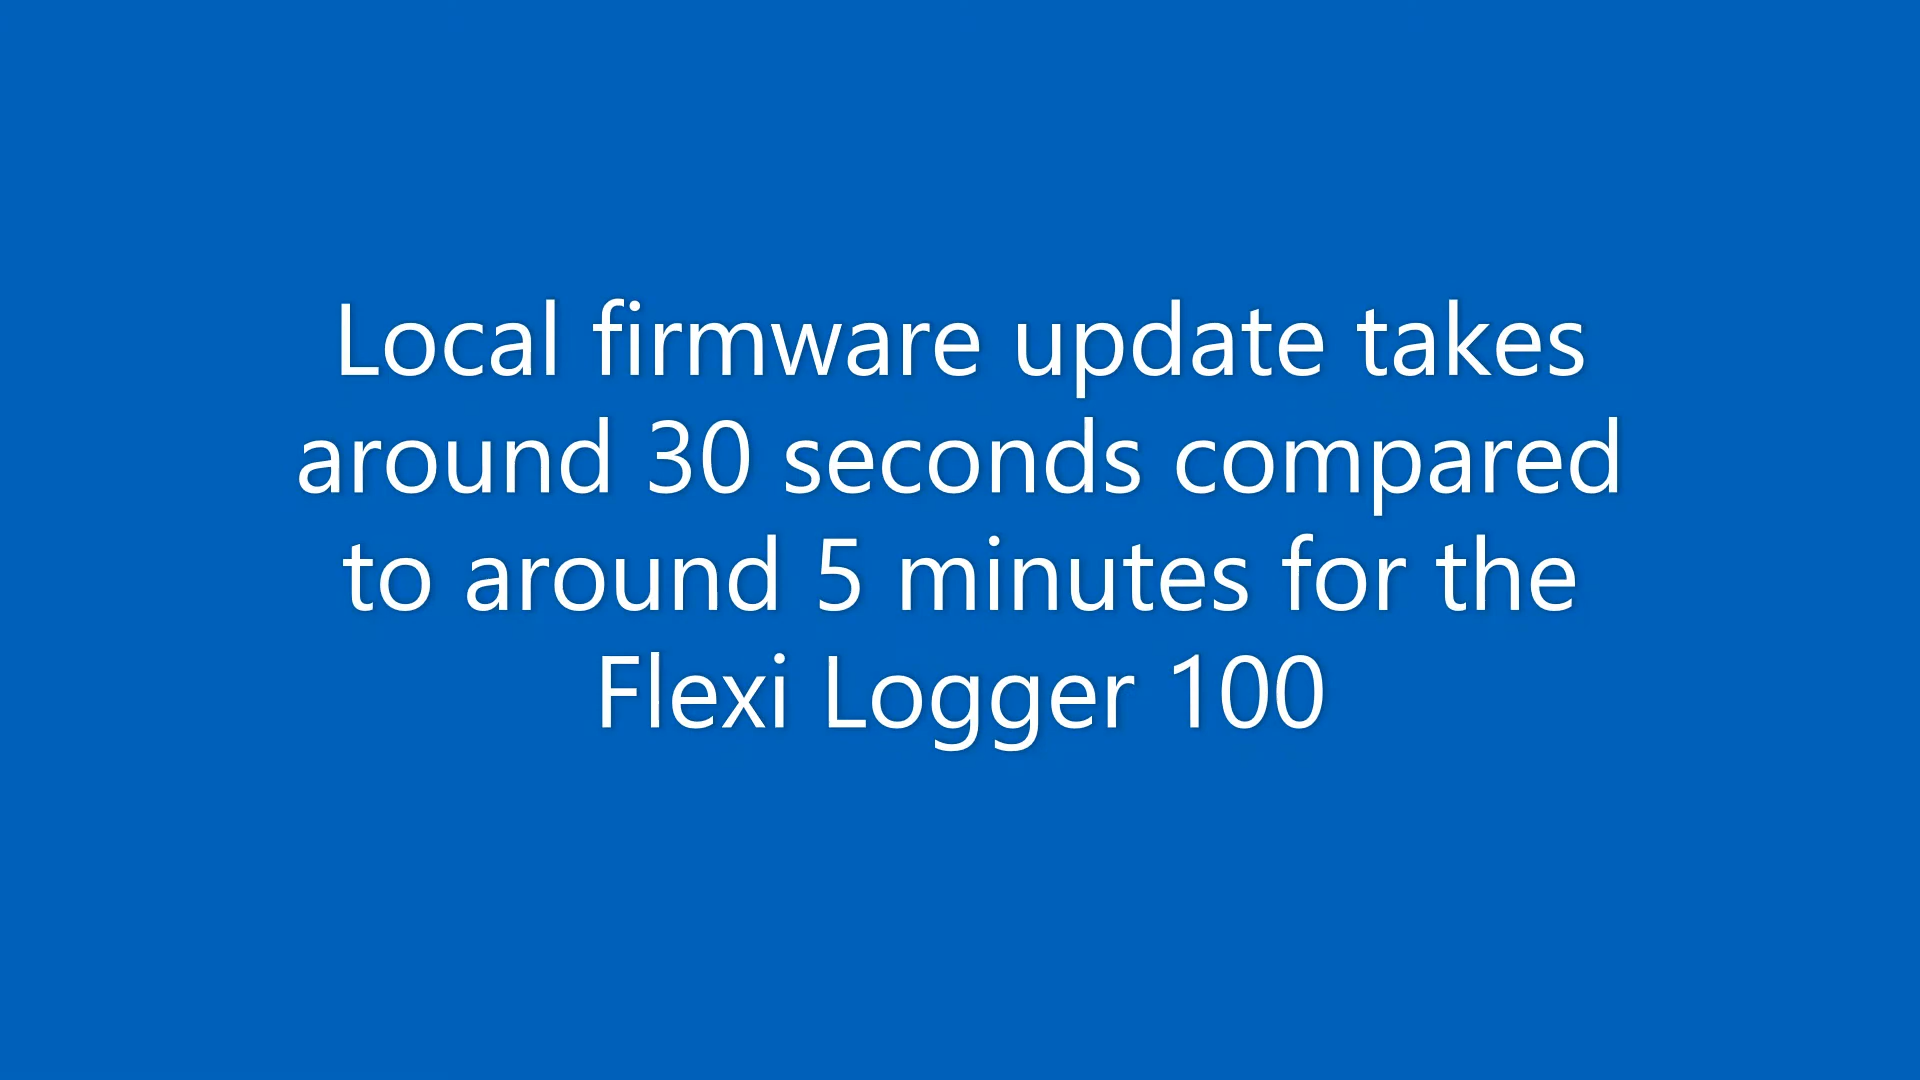 Local firmware update takes
around 30 seconds compared
to around 5 minutes for the
Flexi Logger 100